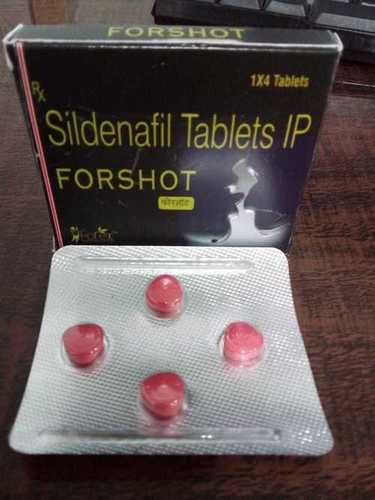 FORSHOT
Rx
1X4 Tablets
Sildenafil Tablets IP
FORSHOT
फोरशॉट